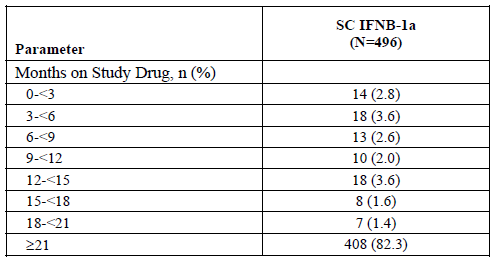 SC IFNB-1a
(N=496)
Parameter
Months on Study Drug, n (%)
0-<3 14 (2.8)
3-<6 18 (3.6)
6-<9 13 (2.6)
9-<12 10 (2.0)
12-<15 18 (3.6)
15-<18 8 (1.6)
18-<21 7 (1.4)
≥21 408 (82.3)